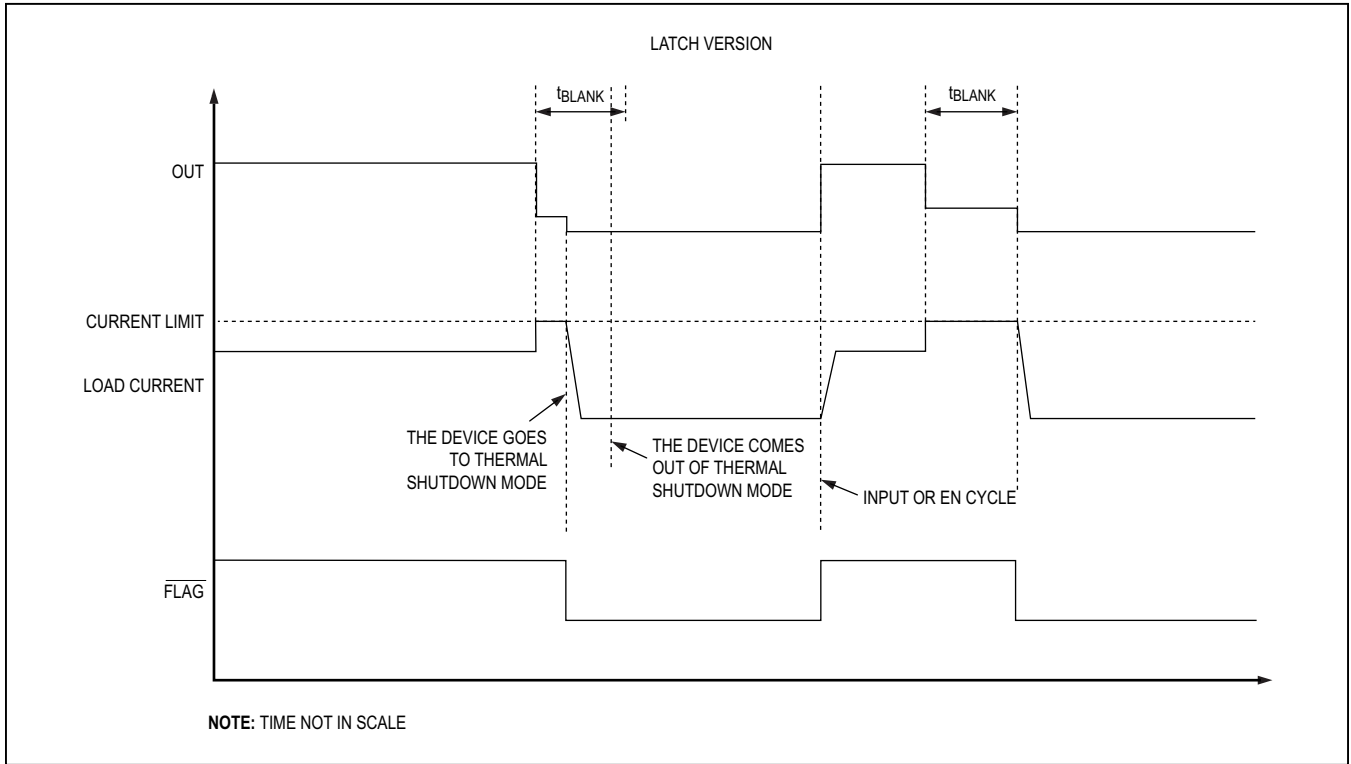 LATCH VERSION
tBLANK
tBLANK
OUT
CURRENT LIMIT
LOAD CURRENT
THE DEVICE GOES
TO THERMAL
SHUTDOWN MODE
THE DEVICE COMES
OUT OF THERMAL
SHUTDOWN MODE
INPUT OR EN CYCLE
FLAG
NOTE: TIME NOT IN SCALE